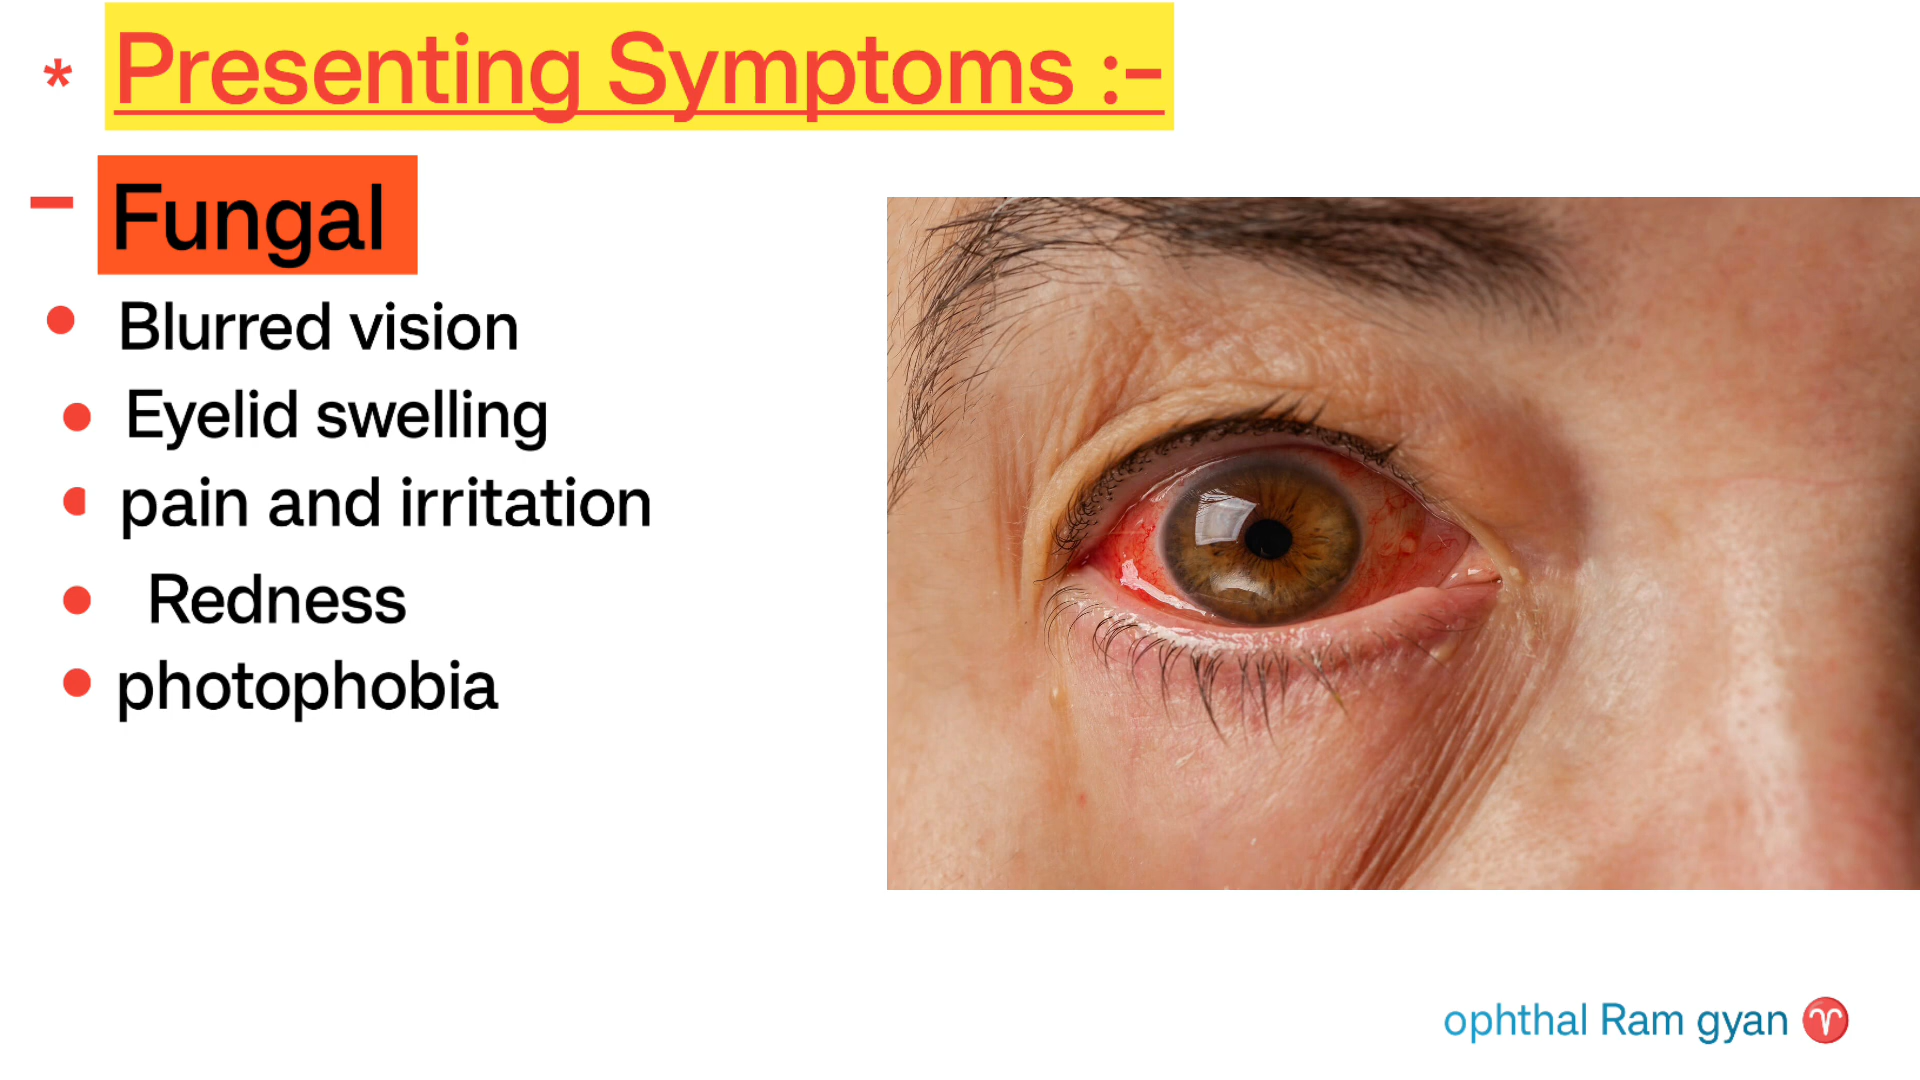 * Presenting Symptoms :-
– Fungal
• Blurred vision
• Eyelid swelling
• pain and irritation
• Redness
• photophobia
ophthal Ram gyan ♈